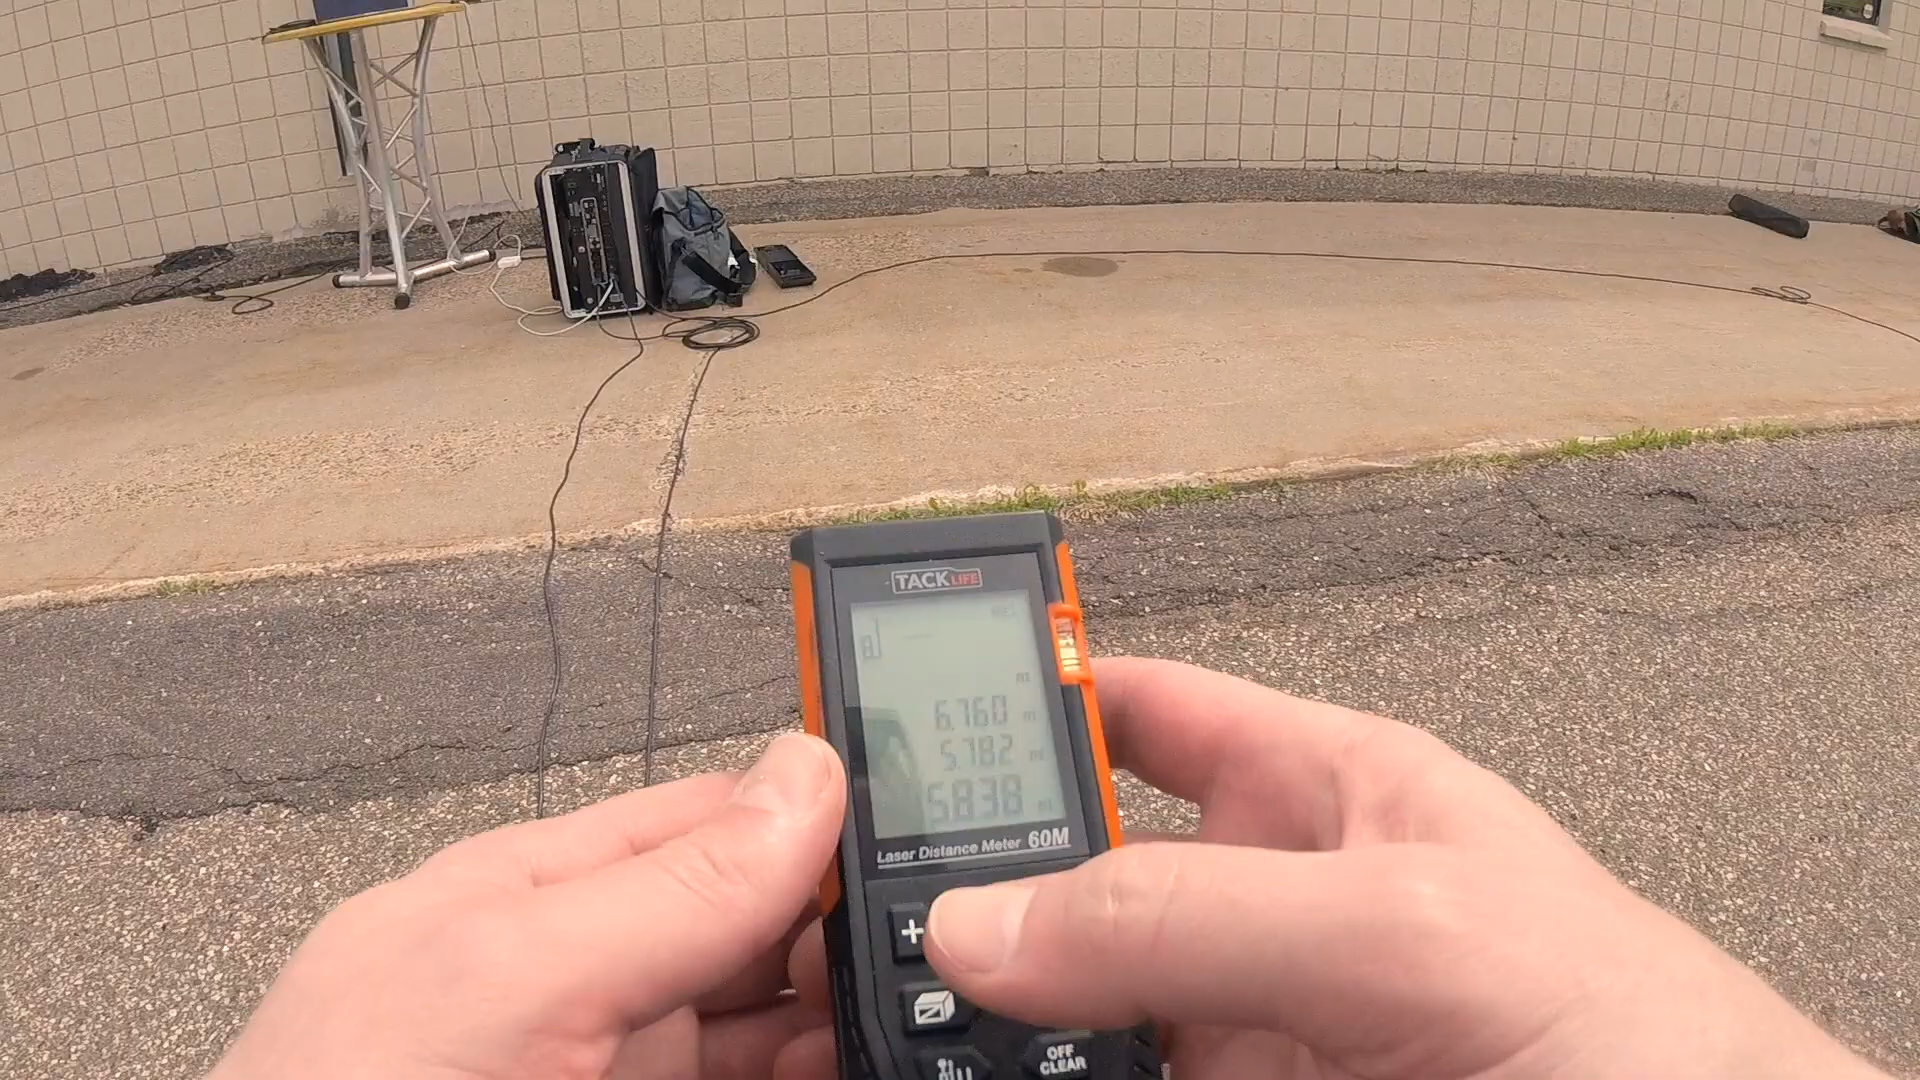 TACKLIFE
m
6.760 m
5.782 m
5.838 m
Laser Distance Meter 60M
+
OFF
CLEAR